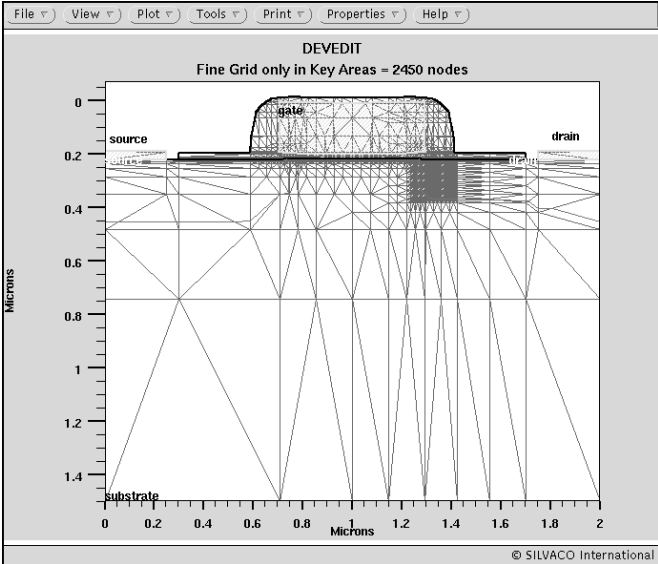 File View Plot Tools Print Properties Help
DEVEDIT
Fine Grid only in Key Areas = 2450 nodes
0
gate
source
drain
0.2
source
drain
0.4
0.6
Microns
0.8
1
1.2
1.4
substrate
0 0.2 0.4 0.6 0.8 1 1.2 1.4 1.6 1.8 2
Microns
© SILVACO International